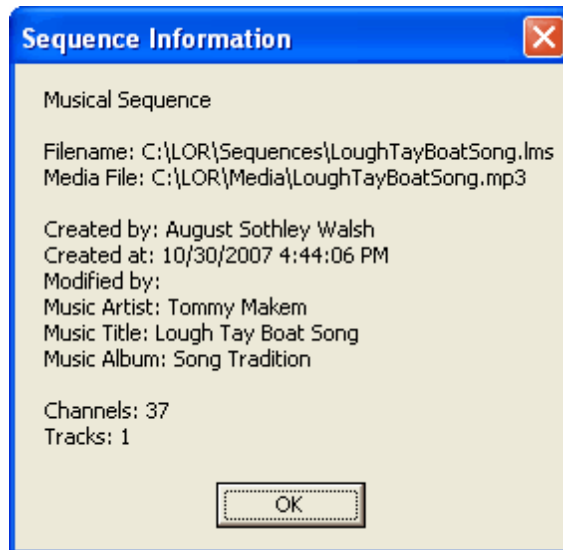 Sequence Information
Musical Sequence
Filename: C:\LOR\Sequences\LoughTayBoatSong.lms
Media File: C:\LOR\Media\LoughTayBoatSong.mp3
Created by: August Sothley Walsh
Created at: 10/30/2007 4:44:06 PM
Modified by:
Music Artist: Tommy Makem
Music Title: Lough Tay Boat Song
Music Album: Song Tradition
Channels: 37
Tracks: 1
OK